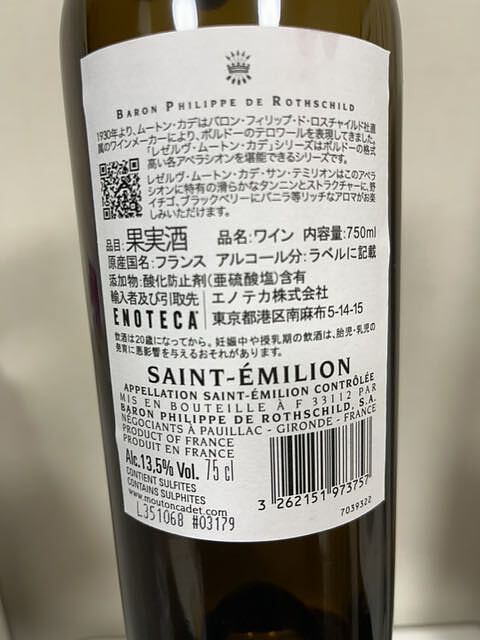 BARON PHILIPPE DE ROTHSCHILD
1930年より、ムートン・カデはバロン・フィリップ・ド・ロスチャイルド社直
属のワインメーカーにより、ボルドーのテロワールを表現してきました。
「レゼルヴ・ムートン・カデ」シリーズはボルドーの格式
高い各アペラシオンを堪能できるシリーズです。
レゼルヴ・ムートン・カデ・サン・テミリオンはこのアペラ
シオンに特有の滑らかなタンニンとストラクチャーに、野
イチゴ、ブラックベリーにバニラ等リッチなアロマがお楽
しみいただけます。
品目:果実酒 品名:ワイン 内容量:750ml
原産国名:フランス アルコール分:ラベルに記載
添加物:酸化防止剤(亜硫酸塩)含有
輸入者及び引取先 エノテカ株式会社
ENOTECA 東京都港区南麻布5-14-15
飲酒は20歳になってから。妊娠中や授乳期の飲酒は、胎児・乳児の
発育に悪影響を与えるおそれがあります。
SAINT-ÉMILION
APPELLATION SAINT-ÉMILION CONTRÔLÉE
MIS EN BOUTEILLE À F 33112 PAR
BARON PHILIPPE DE ROTHSCHILD, S.A.
NÉGOCIANTS À PAUILLAC - GIRONDE - FRANCE
PRODUCT OF FRANCE
PRODUIT EN FRANCE
Alc.13,5% Vol. 75 cl
CONTIENT SULFITES
CONTAINS SULPHITES
www.moutoncadet.com
L351068 #03179
3 262151 973757
7039322